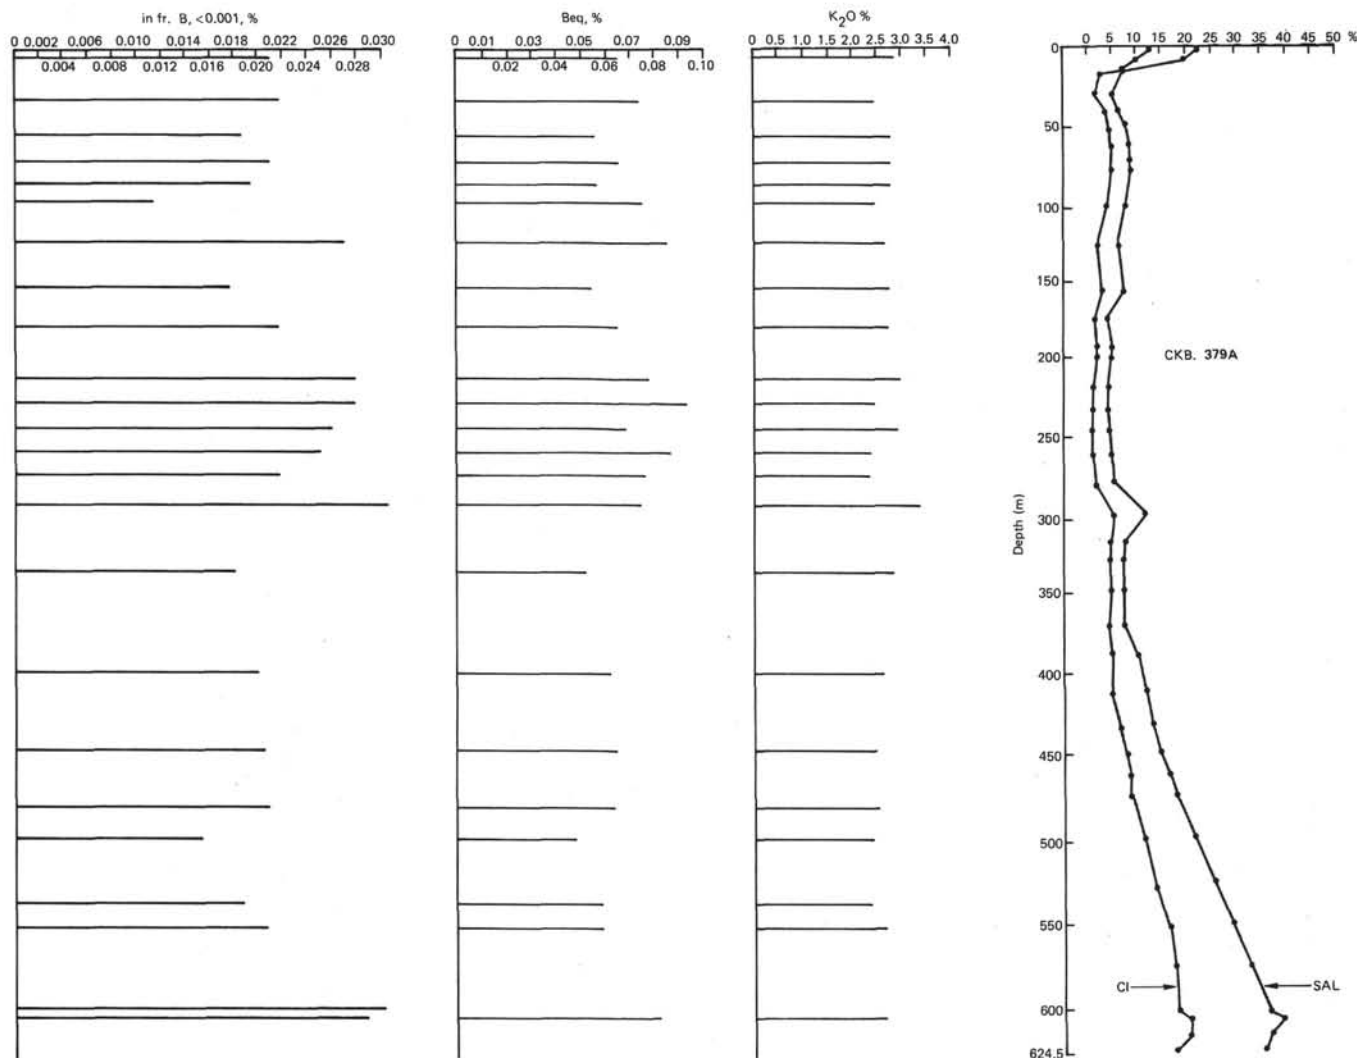 in fr. B, <0.001, %
Beq, %
K2O %
0 0.002 0.006 0.010 0.014 0.018 0.022 0.026 0.030
0.004 0.008 0.012 0.016 0.020 0.024 0.028
0 0.01 0.03 0.05 0.07 0.09
0.02 0.04 0.06 0.08 0.10
0 0.5 1.0 1.5 2.0 2.5 3.0 3.5 4.0
0 5 10 15 20 25 30 35 40 45 50 %
0
50
100
150
CKB. 379A
200
250
Depth (m)
300
350
400
450
500
550
Cl
SAL
600
624.5